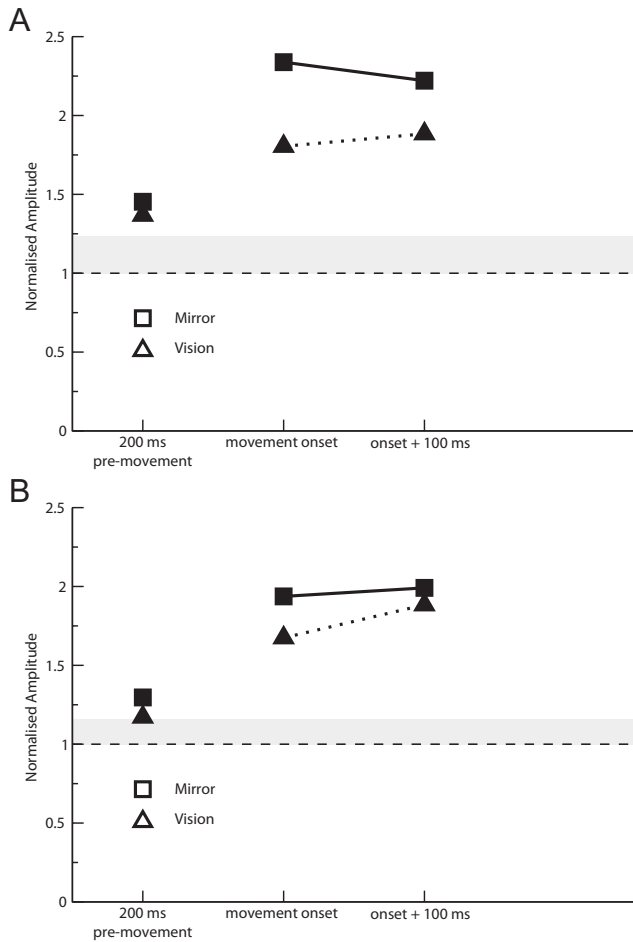 A
2.5
2
1.5
1
0.5
0
Normalised Amplitude
Mirror
Vision
200 ms
pre-movement
movement onset
onset + 100 ms
B
2.5
2
1.5
1
0.5
0
Normalised Amplitude
Mirror
Vision
200 ms
pre-movement
movement onset
onset + 100 ms